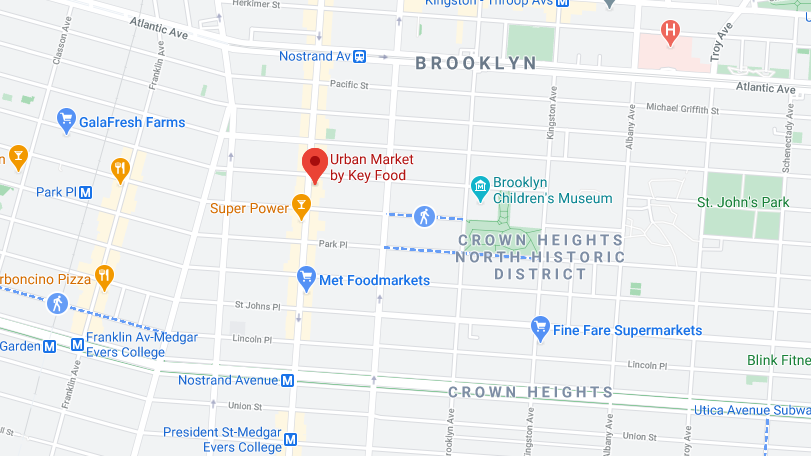 Herkimer St
Kingston - Throop Avs
Atlantic Ave
Classon Ave
Franklin Ave
Troy Ave
Nostrand Av
BROOKLYN
Pacific St
Atlantic Ave
Michael Griffith St
Kingston Ave
Albany Ave
Schenectady Ave
GalaFresh Farms
Urban Market
by Key Food
Park Pl
Brooklyn
Children's Museum
St. John's Park
Super Power
CROWN HEIGHTS
NORTH HISTORIC
DISTRICT
Park Pl
rboncino Pizza
Met Foodmarkets
St Johns Pl
Fine Fare Supermarkets
Franklin Av-Medgar
Evers College
Garden
Lincoln Pl
Lincoln Pl
Blink Fitne
Franklin Ave
Nostrand Avenue
CROWN HEIGHTS
Union St
Utica Avenue Subwa
President St-Medgar
Evers College
rooklyn Ave
Kingston Ave
Albany Ave
Union St